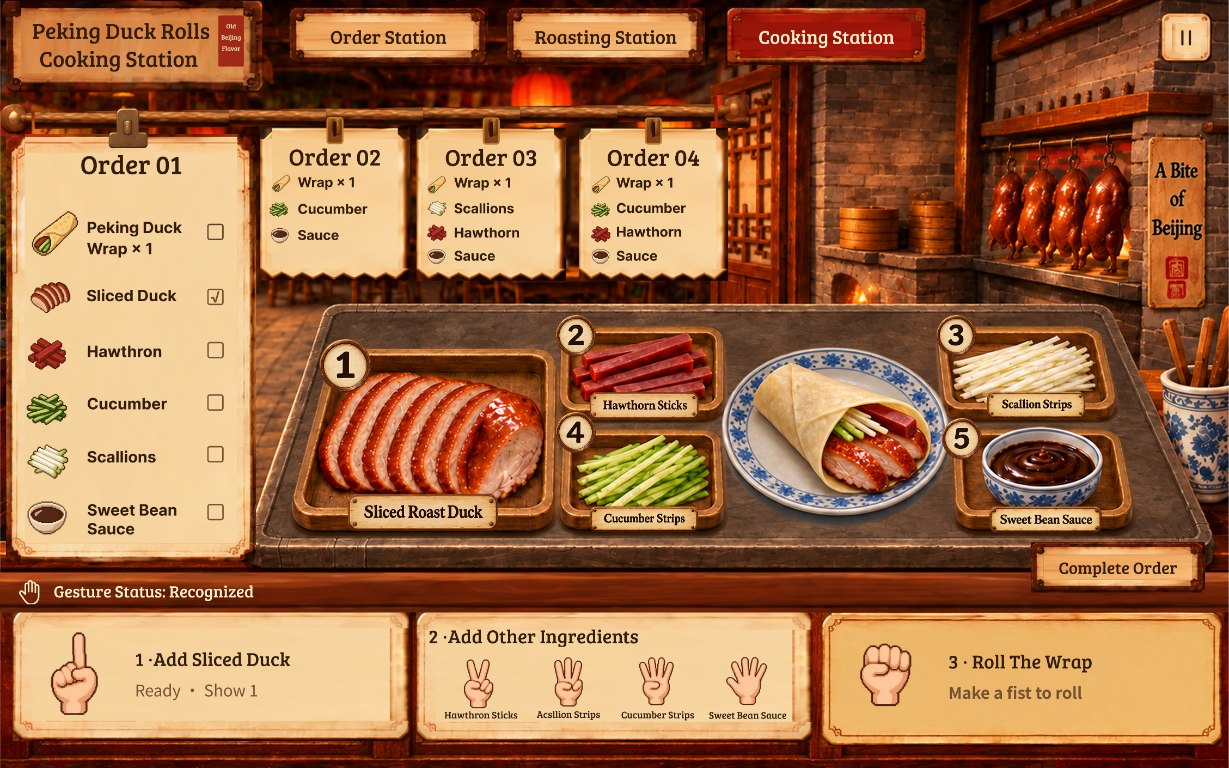 Peking Duck Rolls
Cooking Station
Old
Beijing
Flavor
Order Station
Roasting Station
Cooking Station
Order 01
Peking Duck
Wrap × 1
Sliced Duck
Hawthron
Cucumber
Scallions
Sweet Bean
Sauce
Order 02
Wrap × 1
Cucumber
Sauce
Order 03
Wrap × 1
Scallions
Hawthorn
Sauce
Order 04
Wrap × 1
Cucumber
Hawthorn
Sauce
A Bite
of
Beijing
1
Sliced Roast Duck
2
Hawthorn Sticks
4
Cucumber Strips
3
Scallion Strips
5
Sweet Bean Sauce
Complete Order
Gesture Status: Recognized
1 ·Add Sliced Duck
Ready • Show 1
2 ·Add Other Ingredients
Hawthron Sticks
Acsllion Strips
Cucumber Strips
Sweet Bean Sauce
3 · Roll The Wrap
Make a fist to roll